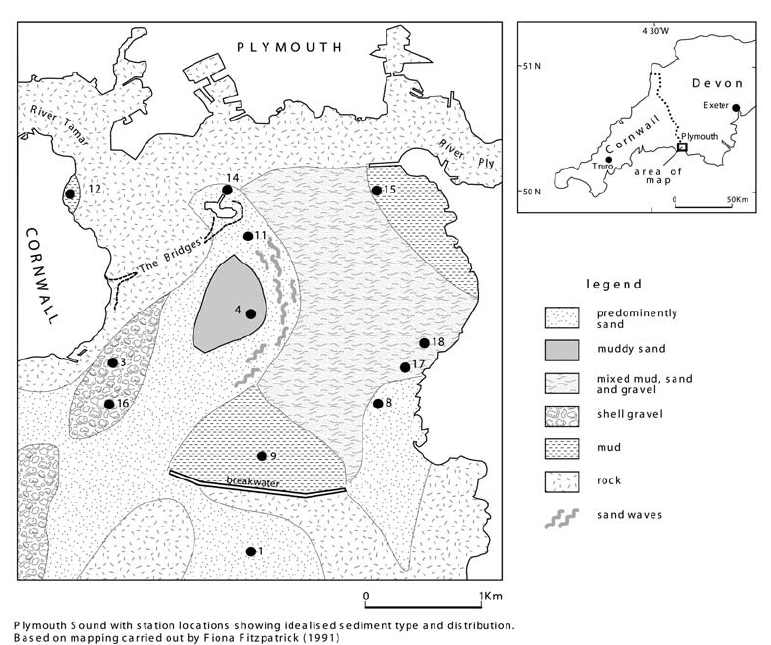 PLYMOUTH
River Tamar
River Ply
12
14
15
CORNWALL
'The Bridges'
11
4
18
17
3
16
8
9
breakwater
1
0 1Km
4 30'W
51 N
Devon
Exeter
Cornwall
Plymouth
Truro
area of
map
50 N
0 50Km
legend
predominently
sand
muddy sand
mixed mud, sand
and gravel
shell gravel
mud
rock
sand waves
Plymouth Sound with station locations showing idealised sediment type and distribution.
Based on mapping carried out by Fiona Fitzpatrick (1991)